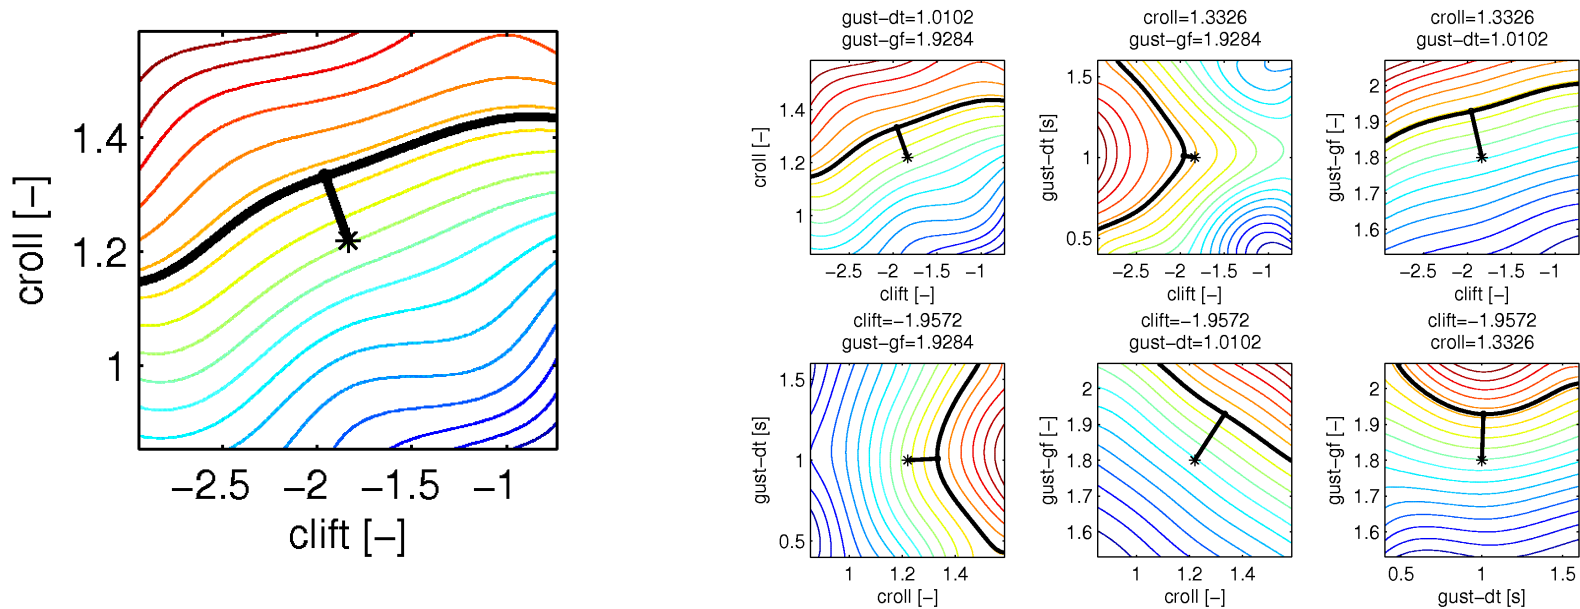 croll [–]
1.4
1.2
1
−2.5 −2 −1.5 −1
clift [–]
gust−dt=1.0102
gust−gf=1.9284
croll [–]
1.4
1.2
1
−2.5 −2 −1.5 −1
clift [–]
croll=1.3326
gust−gf=1.9284
gust−dt [s]
1.5
1
0.5
−2.5 −2 −1.5 −1
clift [–]
croll=1.3326
gust−dt=1.0102
gust−gf [–]
2
1.9
1.8
1.7
1.6
−2.5 −2 −1.5 −1
clift [–]
clift=−1.9572
gust−gf=1.9284
gust−dt [s]
1.5
1
0.5
1 1.2 1.4
croll [–]
clift=−1.9572
gust−dt=1.0102
gust−gf [–]
2
1.9
1.8
1.7
1.6
1 1.2 1.4
croll [–]
clift=−1.9572
croll=1.3326
gust−gf [–]
2
1.9
1.8
1.7
1.6
0.5 1 1.5
gust−dt [s]